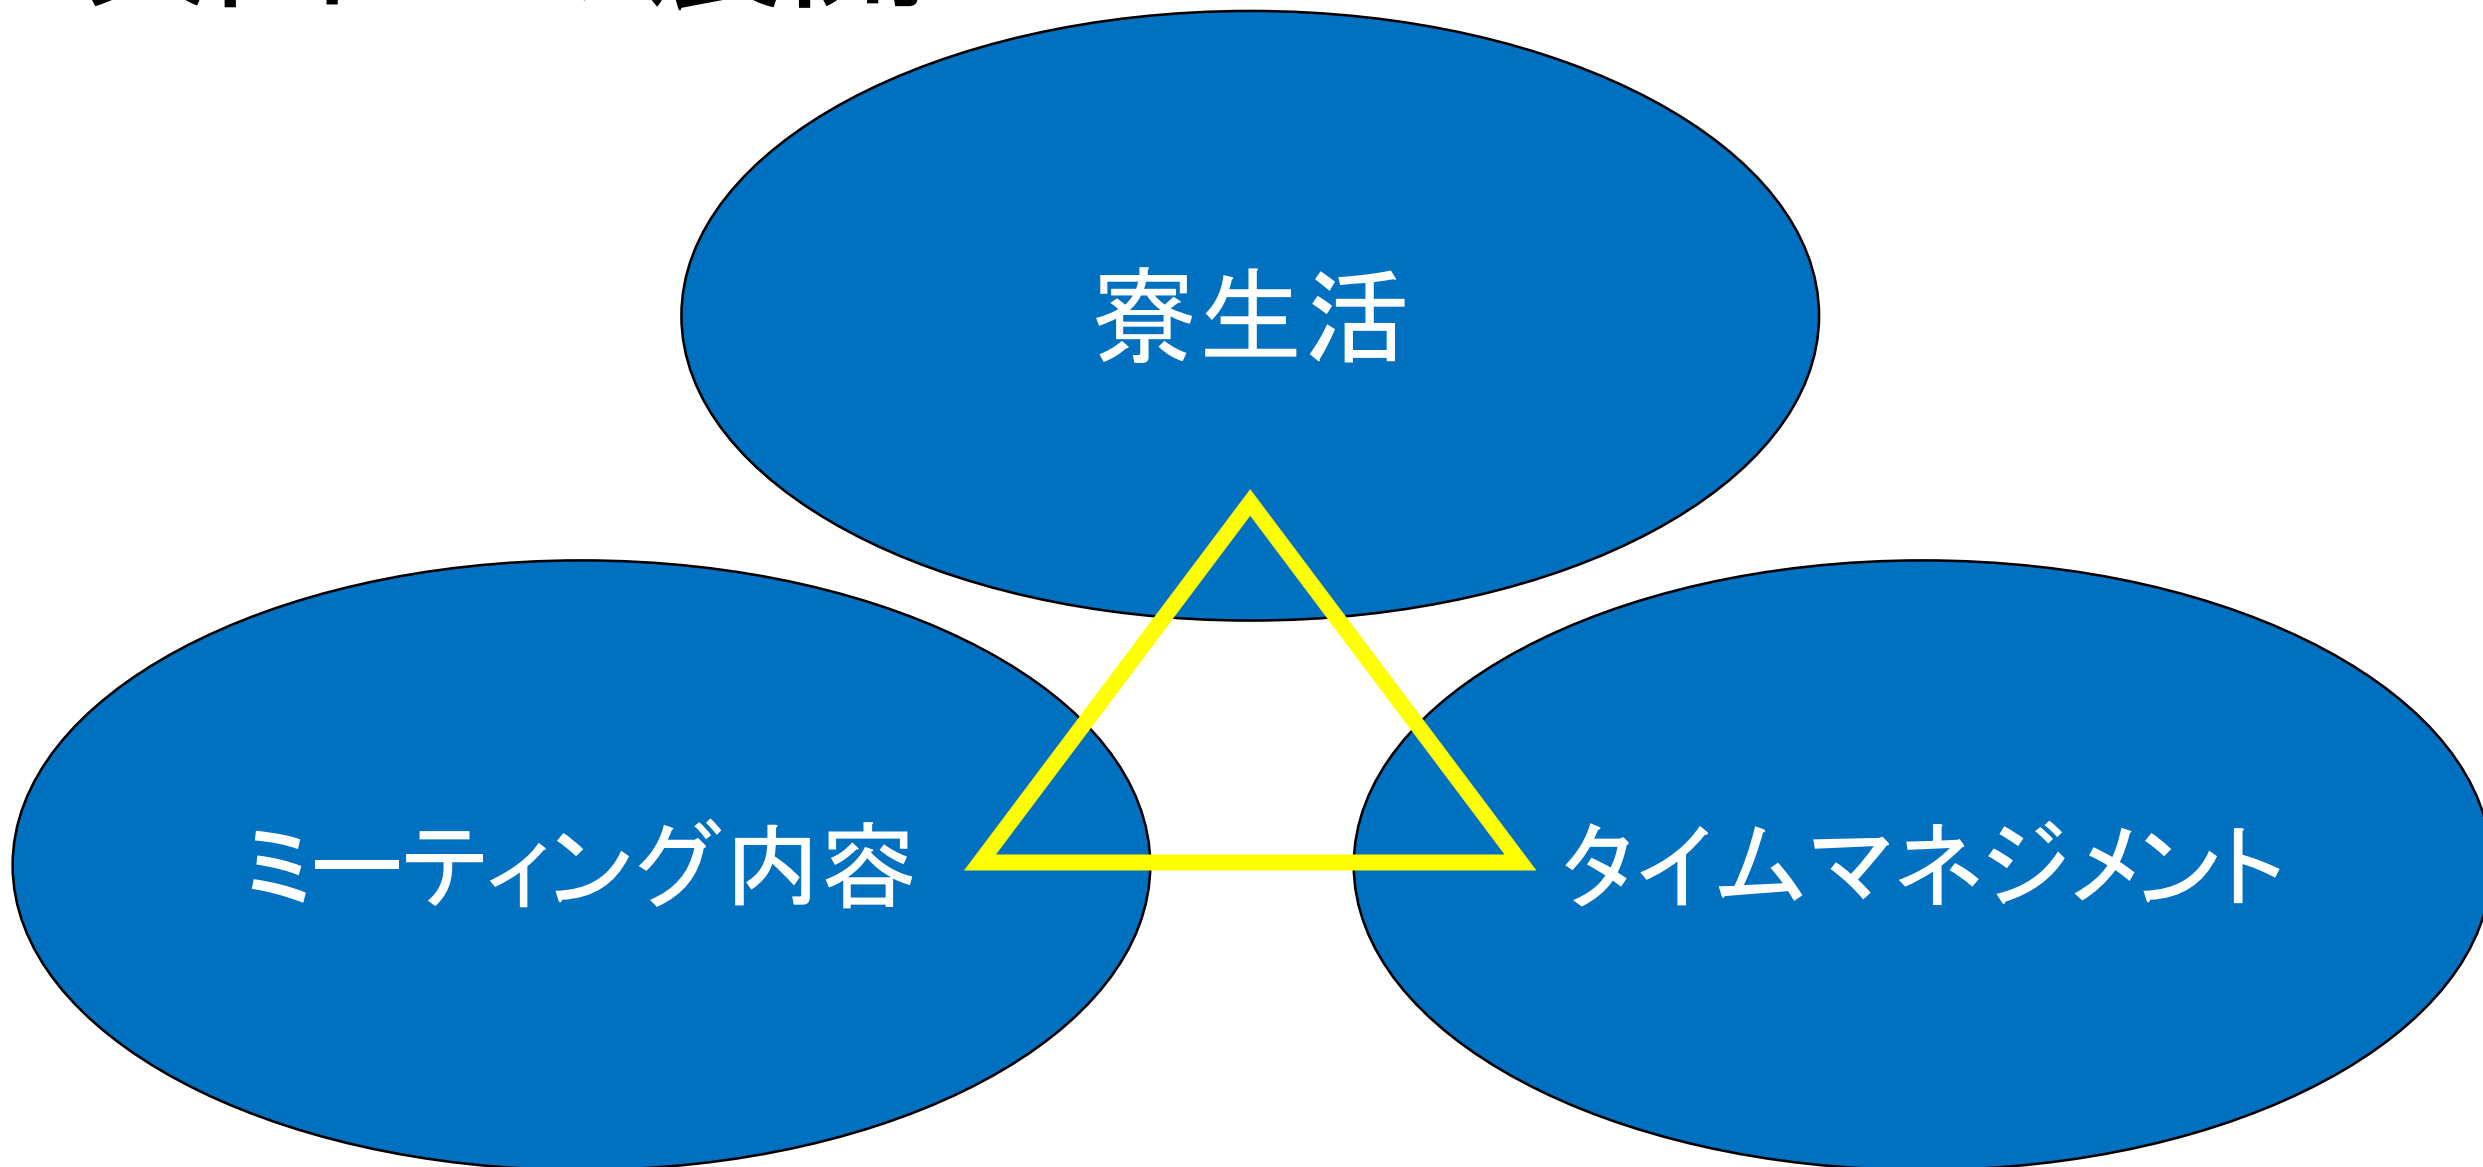 寮生活
ミーティング内容
タイムマネジメント